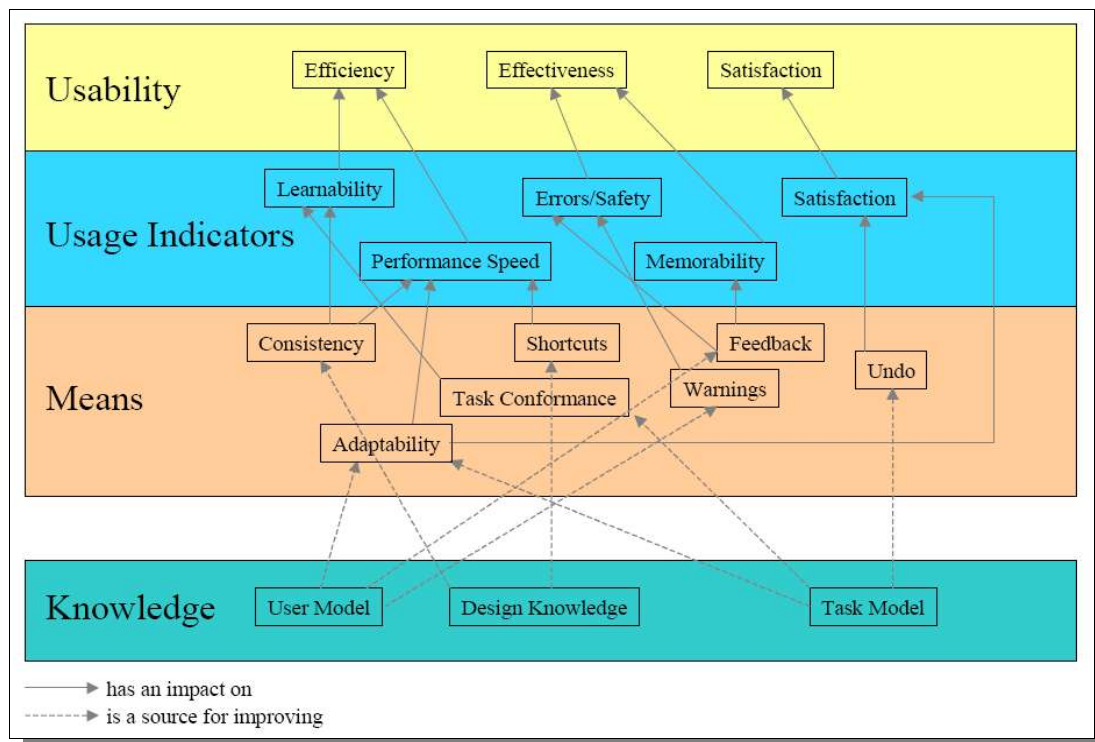 Usability
Efficiency
Effectiveness
Satisfaction
Usage Indicators
Learnability
Errors/Safety
Satisfaction
Performance Speed
Memorability
Means
Consistency
Shortcuts
Feedback
Undo
Task Conformance
Warnings
Adaptability
Knowledge
User Model
Design Knowledge
Task Model
has an impact on
is a source for improving